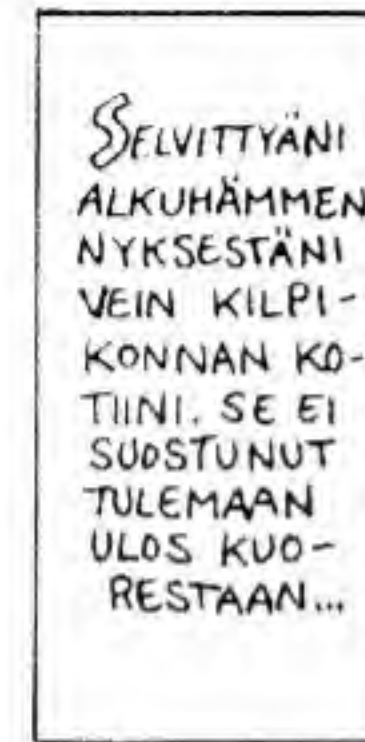 SELVITTYÄNI
ALKUHÄMMEN
NYKSESTÄNI
VEIN KILPI-
KONNAN KO-
TIINI. SE EI
SUOSTUNUT
TULEMAAN
ULOS KUO-
RESTAAN...